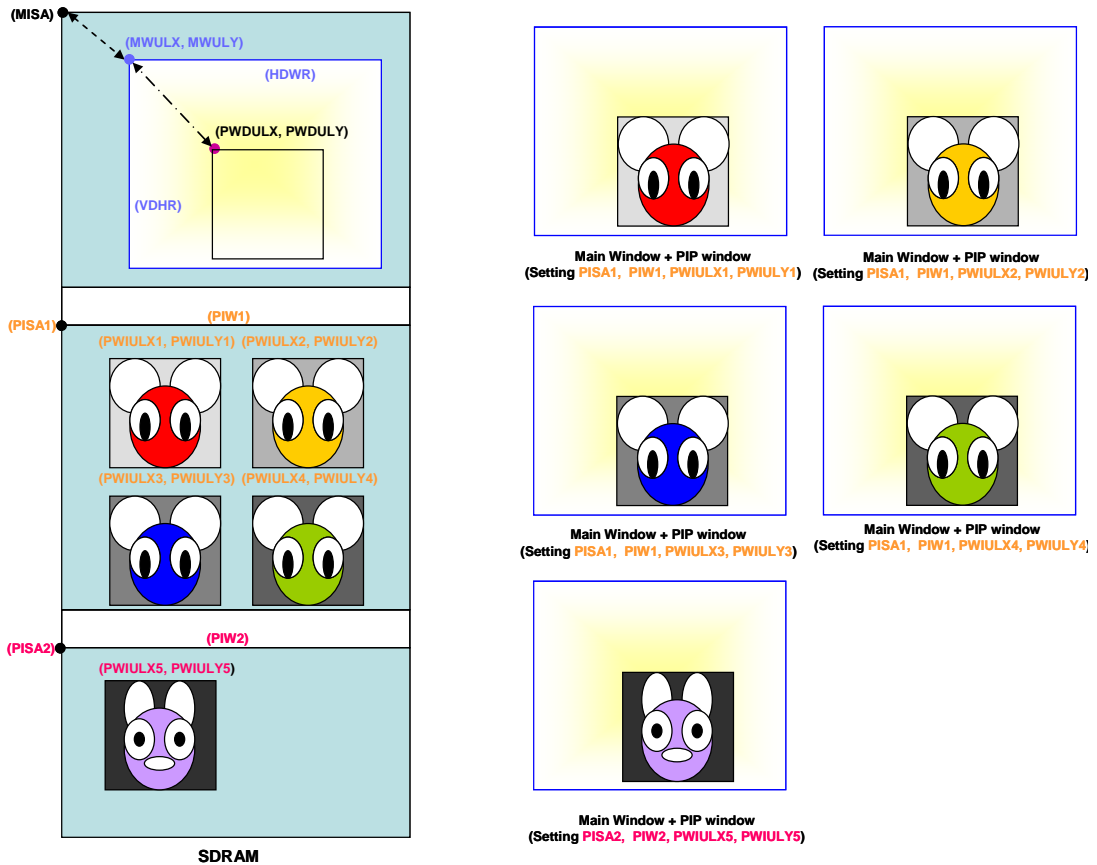 (MISA)
(MWULX, MWULY)
(HDWR)
(PWDULX, PWDULY)
(VDHR)
(PISA1)
(PIW1)
(PWIULX1, PWIULY1) (PWIULX2, PWIULY2)
(PWIULX3, PWIULY3) (PWIULX4, PWIULY4)
(PISA2)
(PIW2)
(PWIULX5, PWIULY5)
SDRAM
Main Window + PIP window
(Setting PISA1, PIW1, PWIULX1, PWIULY1)
Main Window + PIP window
(Setting PISA1, PIW1, PWIULX2, PWIULY2)
Main Window + PIP window
(Setting PISA1, PIW1, PWIULX3, PWIULY3)
Main Window + PIP window
(Setting PISA1, PIW1, PWIULX4, PWIULY4)
Main Window + PIP window
(Setting PISA2, PIW2, PWIULX5, PWIULY5)